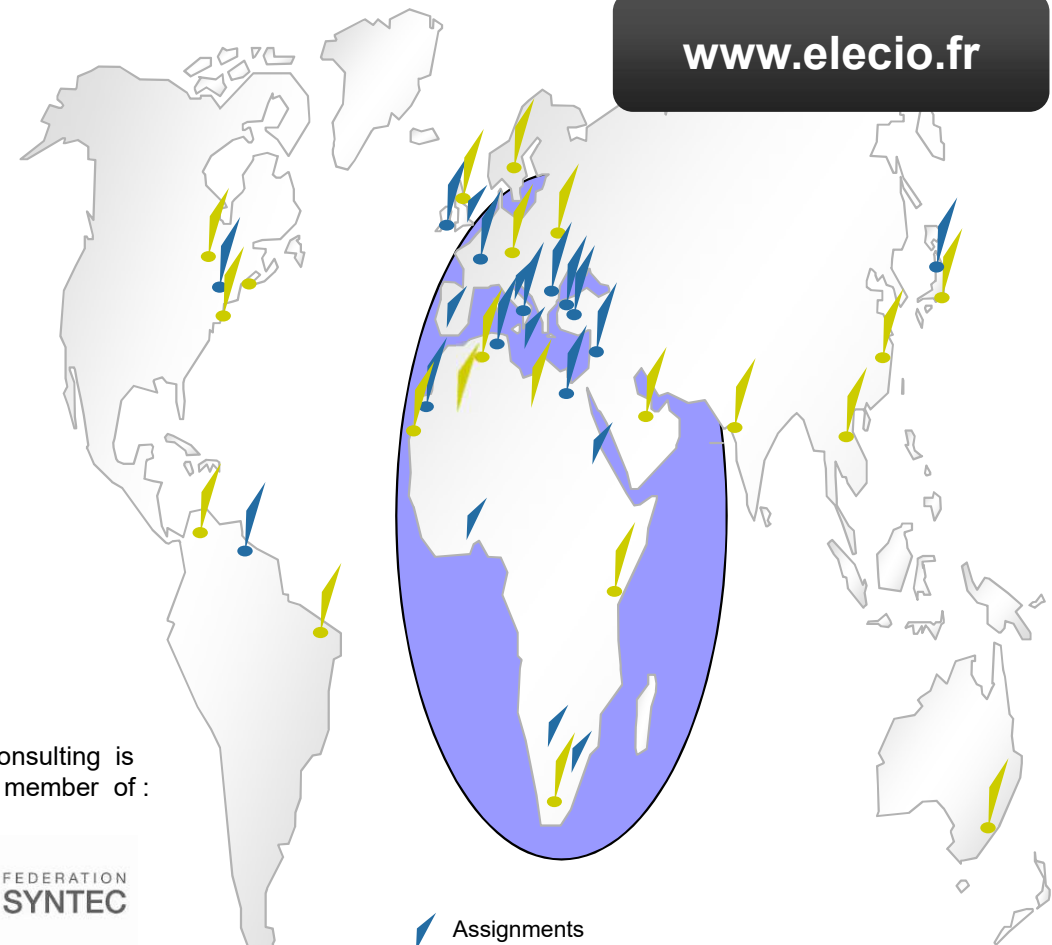 www.elecio.fr
onsulting is
member of :
FEDERATION
SYNTEC
Assignments